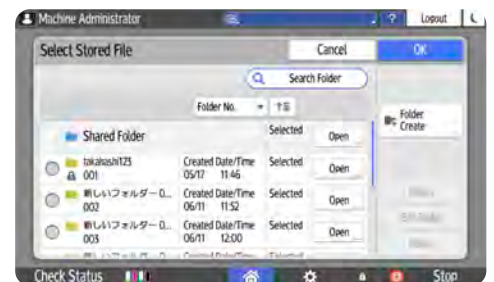 Machine Administrator
? Logout
Select Stored File
Cancel
OK
Search Folder
Folder No.
Folder
Create
Shared Folder
Selected
Open
takahashi123
001
Created Date/Time
05/17 11:46
Selected
Open
新しいフォルダー0...
002
Created Date/Time
06/11 11:52
Selected
Open
新しいフォルダー0...
003
Created Date/Time
06/11 12:00
Selected
Open
Check Status
Stop